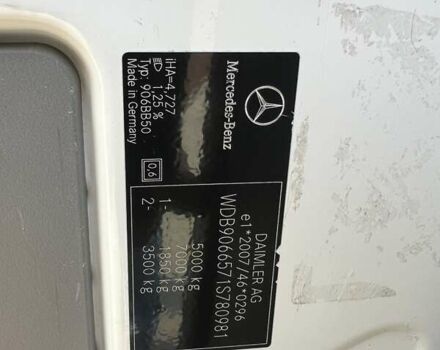 Mercedes-Benz
iHA=4,727
1,25 %
Typ: 906BB50
Made in Germany
0,6
DAIMLER AG
e1*2007/46*0296
WDB9066571S780981
5000 kg
7000 kg
1- 1850 kg
2- 3500 kg